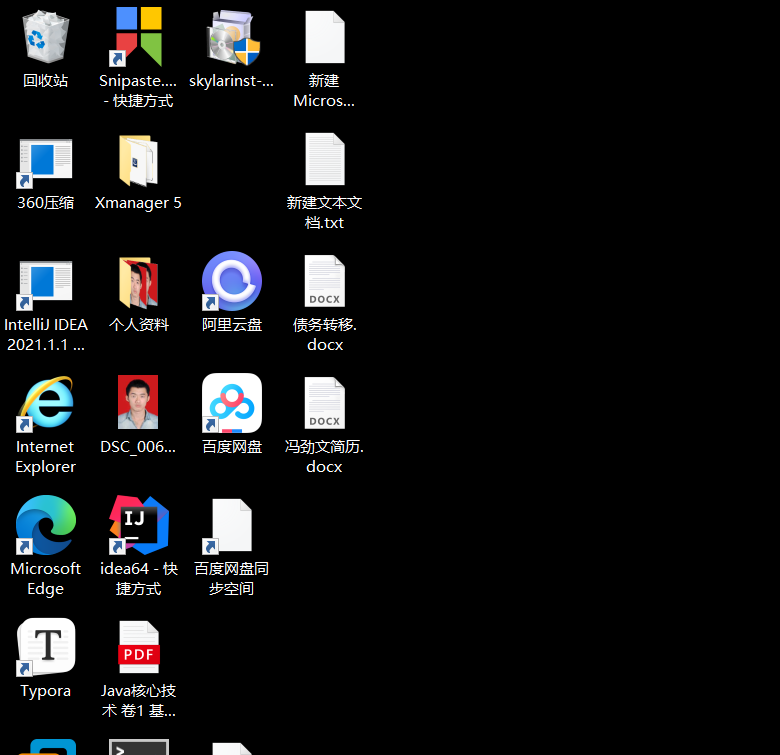 回收站
Snipaste....
- 快捷方式
skylarinst-...
新建
Micros...
360压缩
Xmanager 5
新建文本文
档.txt
IntelliJ IDEA
2021.1.1 ...
个人资料
阿里云盘
DOCX
债务转移.
docx
Internet
Explorer
DSC_006...
百度网盘
DOCX
冯劲文简历.
docx
Microsoft
Edge
IJ
idea64 - 快
捷方式
百度网盘同
步空间
T
Typora
PDF
Java核心技
术 卷1 基...